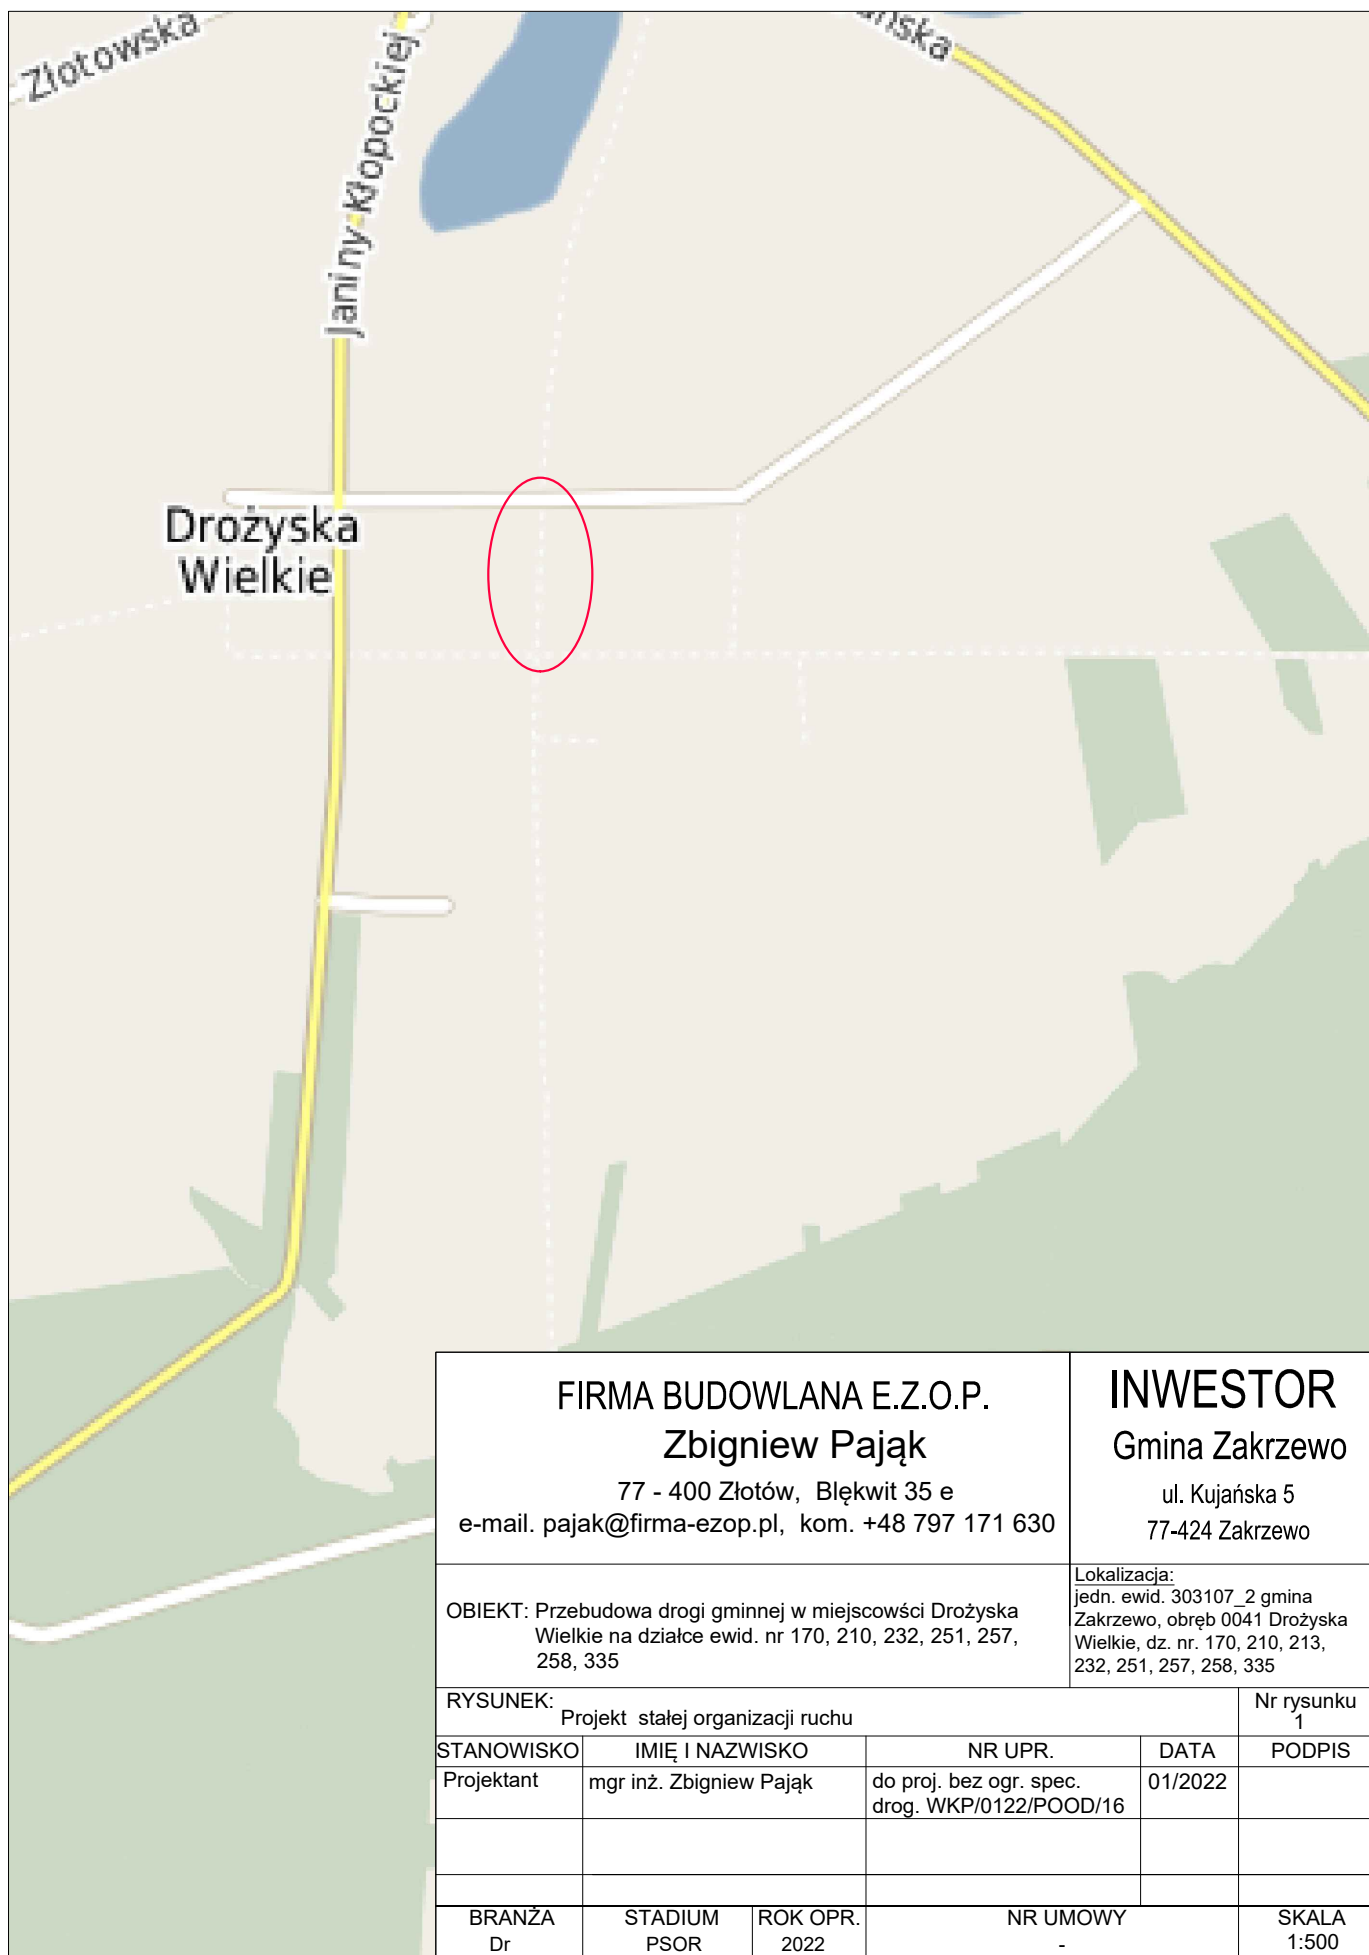 Złotowska
Janiny Kłopockiej
Drożyska
Wielkie
FIRMA BUDOWLANA E.Z.O.P.
Zbigniew Pająk
77 - 400 Złotów, Blękwit 35 e
e-mail. pajak@firma-ezop.pl, kom. +48 797 171 630
INWESTOR
Gmina Zakrzewo
ul. Kujańska 5
77-424 Zakrzewo
OBIEKT: Przebudowa drogi gminnej w miejscowści Drożyska
Wielkie na działce ewid. nr 170, 210, 232, 251, 257,
258, 335
Lokalizacja:
jedn. ewid. 303107_2 gmina
Zakrzewo, obręb 0041 Drożyska
Wielkie, dz. nr. 170, 210, 213,
232, 251, 257, 258, 335
RYSUNEK:
Projekt stałej organizacji ruchu
Nr rysunku
1
STANOWISKO IMIĘ I NAZWISKO NR UPR. DATA PODPIS
Projektant mgr inż. Zbigniew Pająk do proj. bez ogr. spec. 01/2022
drog. WKP/0122/POOD/16
BRANŻA STADIUM ROK OPR. NR UMOWY SKALA
Dr PSOR 2022 - 1:500